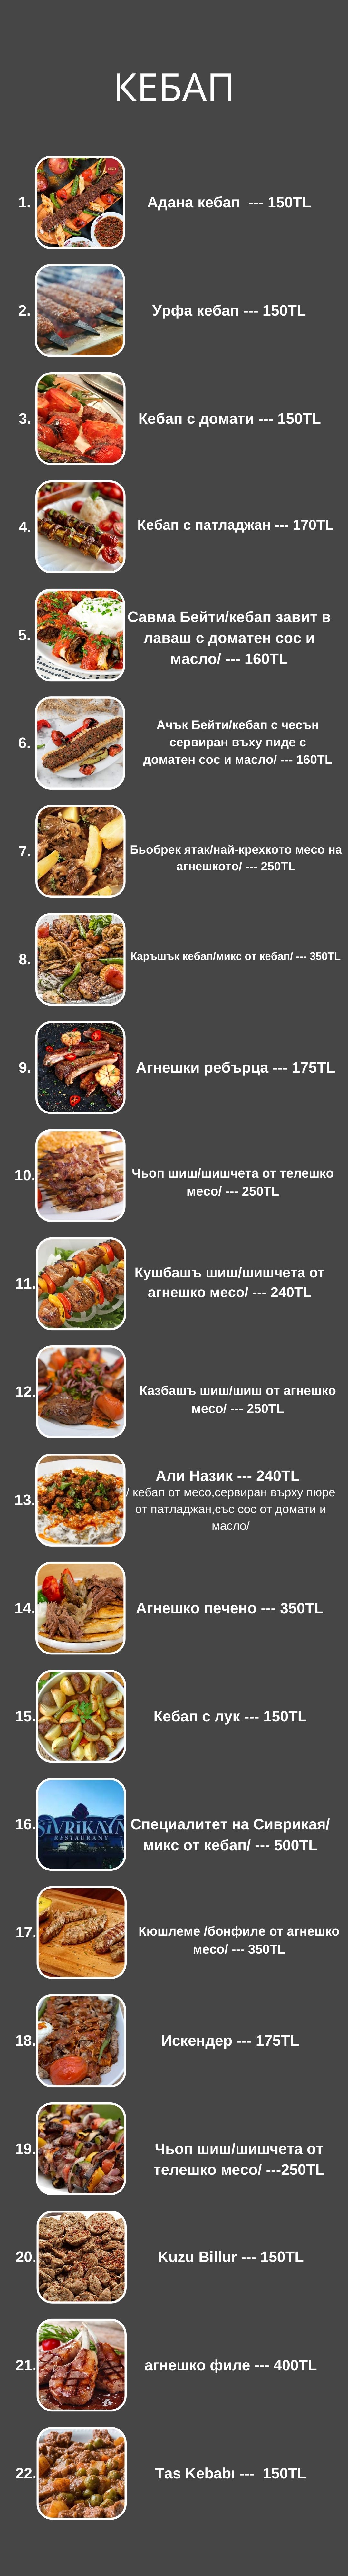 КЕБАП
1. Адана кебап --- 150TL
2. Урфа кебап --- 150TL
3. Кебап с домати --- 150TL
4. Кебап с патладжан --- 170TL
5. Савма Бейти/кебап завит в
лаваш с доматен сос и
масло/ --- 160TL
6. Ачък Бейти/кебап с чесън
сервиран въху пиде с
доматен сос и масло/ --- 160TL
7. Бьобрек ятак/най-крехкото месо на
агнешкото/ --- 250TL
8. Каръшък кебап/микс от кебап/ --- 350TL
9. Агнешки ребърца --- 175TL
10. Чьоп шиш/шишчета от телешко
месо/ --- 250TL
11. Кушбашъ шиш/шишчета от
агнешко месо/ --- 240TL
12. Казбашъ шиш/шиш от агнешко
месо/ --- 250TL
13. Али Назик --- 240TL
/ кебап от месо,сервиран върху пюре
от патладжан,със сос от домати и
масло/
14. Агнешко печено --- 350TL
15. Кебап с лук --- 150TL
SİVRİKAYA
RESTAURANT
16. Специалитет на Сиврикая/
микс от кебап/ --- 500TL
17. Кюшлеме /бонфиле от агнешко
месо/ --- 350TL
18. Искендер --- 175TL
19. Чьоп шиш/шишчета от
телешко месо/ ---250TL
20. Kuzu Billur --- 150TL
21. агнешко филе --- 400TL
22. Tas Kebabı --- 150TL